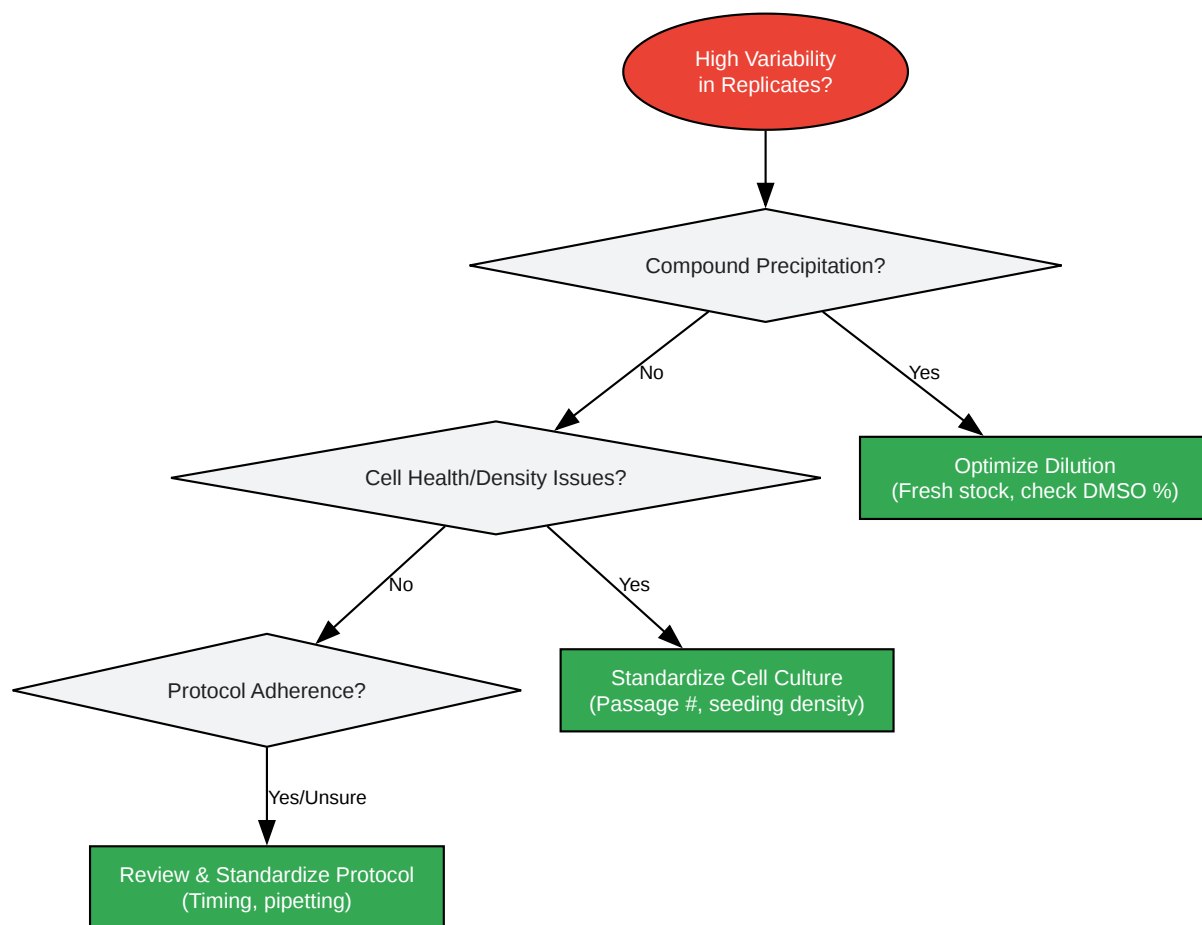 High Variability
in Replicates?
Compound Precipitation?
No
Yes
Cell Health/Density Issues?
Optimize Dilution
(Fresh stock, check DMSO %)
No
Yes
Protocol Adherence?
Standardize Cell Culture
(Passage #, seeding density)
Yes/Unsure
Review & Standardize Protocol
(Timing, pipetting)